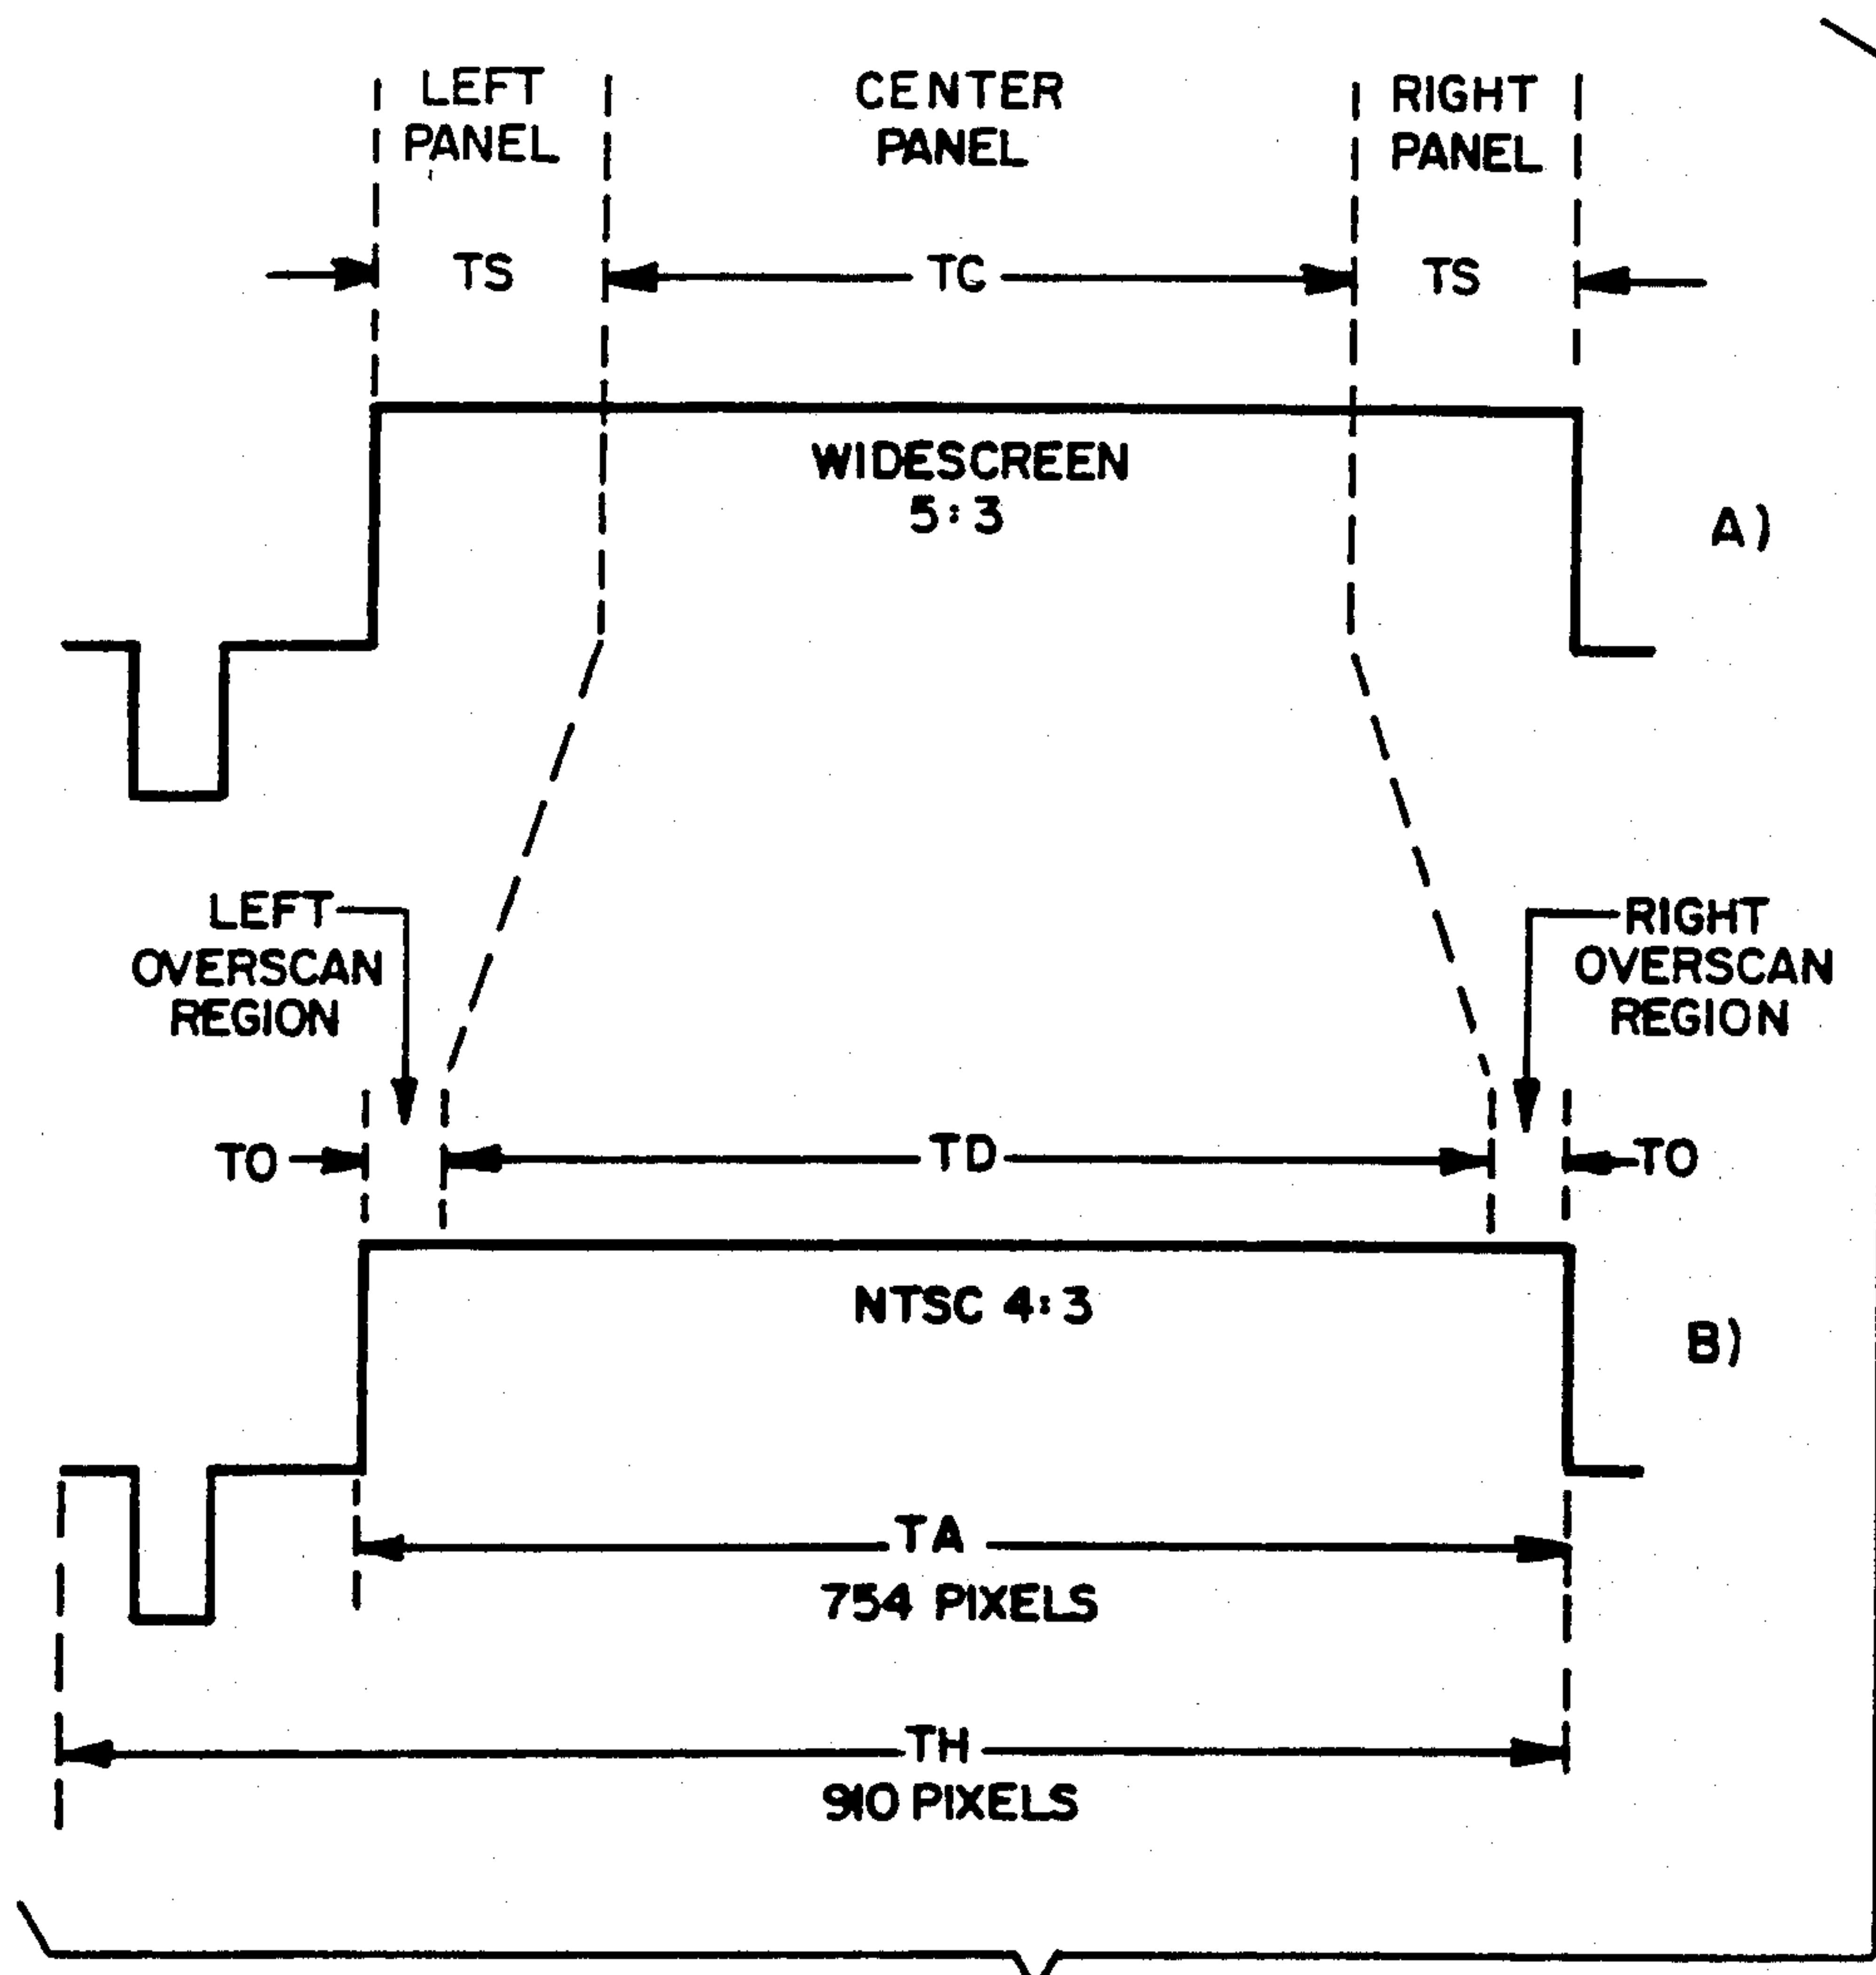 LEFT
PANEL
CENTER
PANEL
RIGHT
PANEL
TS
TC
TS
WIDESCREEN
5:3
A)
LEFT
OVERSCAN
REGION
RIGHT
OVERSCAN
REGION
TO
TD
TO
NTSC 4:3
B)
TA
754 PIXELS
TH
910 PIXELS